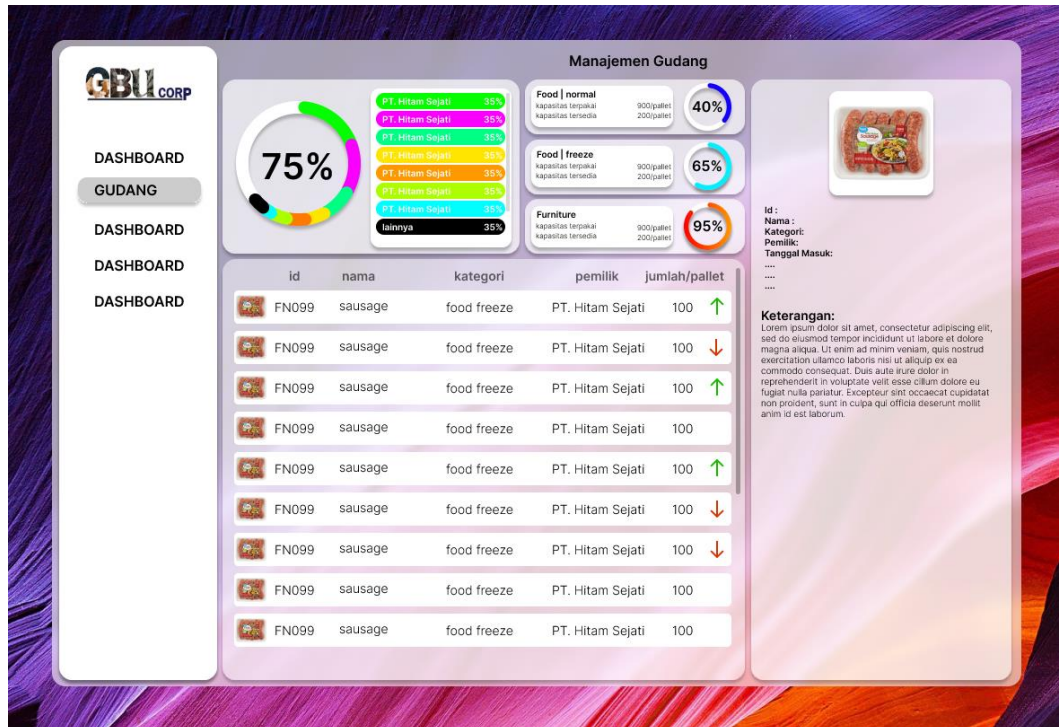 GBU CORP
DASHBOARD
GUDANG
DASHBOARD
DASHBOARD
DASHBOARD
Manajemen Gudang
75%
PT. Hitam Sejati 35%
PT. Hitam Sejati 35%
PT. Hitam Sejati 35%
PT. Hitam Sejati 35%
PT. Hitam Sejati 35%
PT. Hitam Sejati 35%
PT. Hitam Sejati 35%
lainnya 35%
Food | normal
kapasitas terpakai 900/pallet
kapasitas tersedia 200/pallet
40%
Food | freeze
kapasitas terpakai 900/pallet
kapasitas tersedia 200/pallet
65%
Furniture
kapasitas terpakai 900/pallet
kapasitas tersedia 200/pallet
95%
id nama kategori pemilik jumlah/pallet
FN099 sausage food freeze PT. Hitam Sejati 100 ↑
FN099 sausage food freeze PT. Hitam Sejati 100 ↓
FN099 sausage food freeze PT. Hitam Sejati 100 ↑
FN099 sausage food freeze PT. Hitam Sejati 100
FN099 sausage food freeze PT. Hitam Sejati 100 ↑
FN099 sausage food freeze PT. Hitam Sejati 100 ↓
FN099 sausage food freeze PT. Hitam Sejati 100 ↓
FN099 sausage food freeze PT. Hitam Sejati 100
FN099 sausage food freeze PT. Hitam Sejati 100
Id :
Nama :
Kategori:
Pemilik:
Tanggal Masuk:
....
....
....
Keterangan:
Lorem ipsum dolor sit amet, consectetur adipiscing elit,
sed do eiusmod tempor incididunt ut labore et dolore
magna aliqua. Ut enim ad minim veniam, quis nostrud
exercitation ullamco laboris nisi ut aliquip ex ea
commodo consequat. Duis aute irure dolor in
reprehenderit in voluptate velit esse cillum dolore eu
fugiat nulla pariatur. Excepteur sint occaecat cupidatat
non proident, sunt in culpa qui officia deserunt mollit
anim id est laborum.